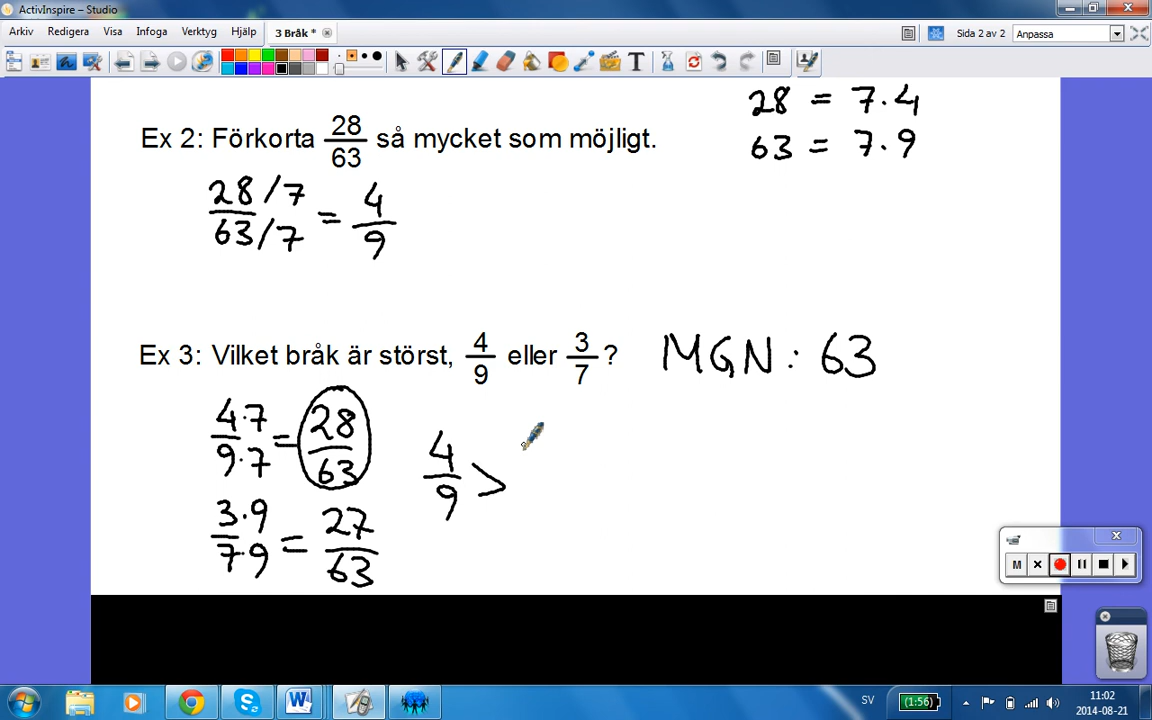 ActivInspire – Studio
Arkiv Redigera Visa Infoga Verktyg Hjälp 3 Bråk * Sida 2 av 2 Anpassa
28 = 7·4
Ex 2: Förkorta 28/63 så mycket som möjligt.
63 = 7·9
28/7 / 63/7 = 4/9
Ex 3: Vilket bråk är störst, 4/9 eller 3/7 ? MGN: 63
4·7/9·7 = 28/63
4/9 >
3·9/7·9 = 27/63
M
SV (1:56) 11:02
2014-08-21